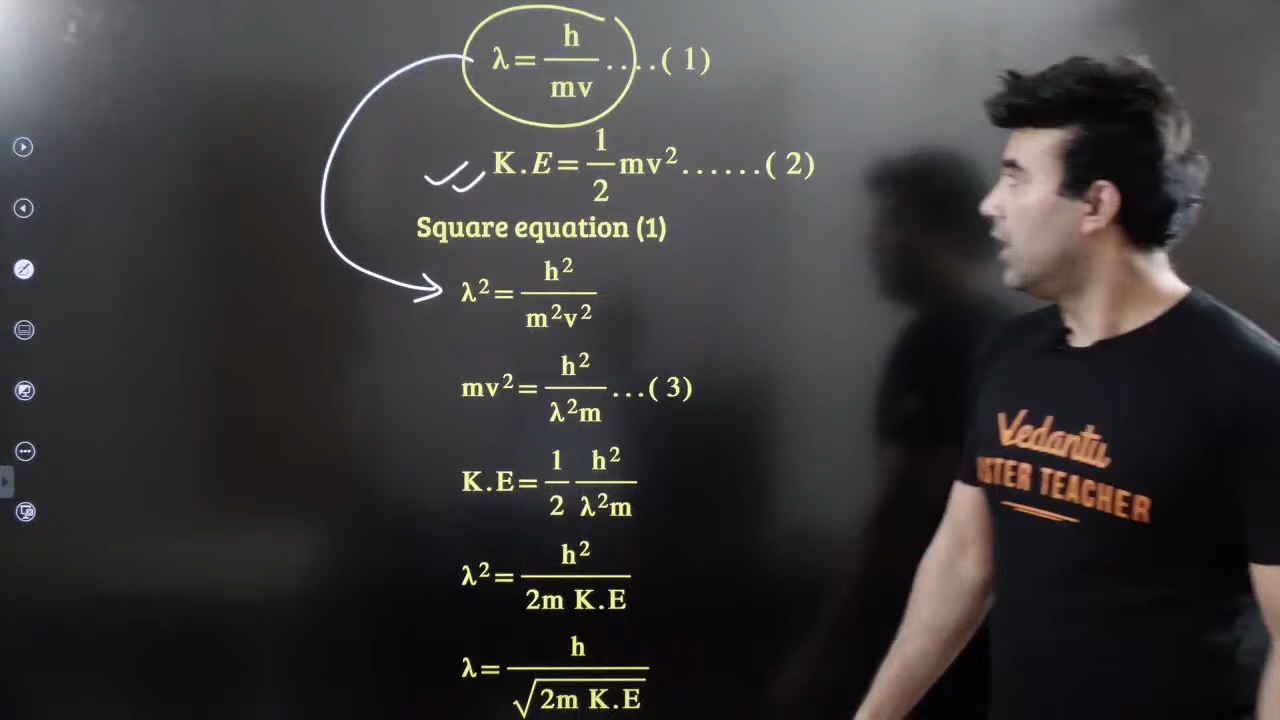 λ = h/mv ....( 1)
K.E = 1/2 mv² ......( 2)
Square equation (1)
λ² = h²/m²v²
mv² = h²/λ²m ...( 3)
K.E = 1/2 h²/λ²m
λ² = h²/2m K.E
λ = h/√2m K.E
Vedantu
TEACHER